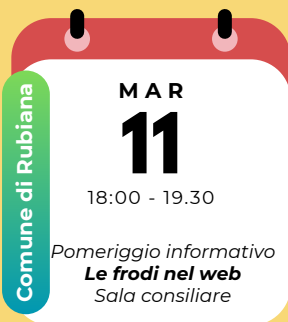 Comune di Rubiana
MAR
11
18:00 - 19.30
Pomeriggio informativo
Le frodi nel web
Sala consiliare